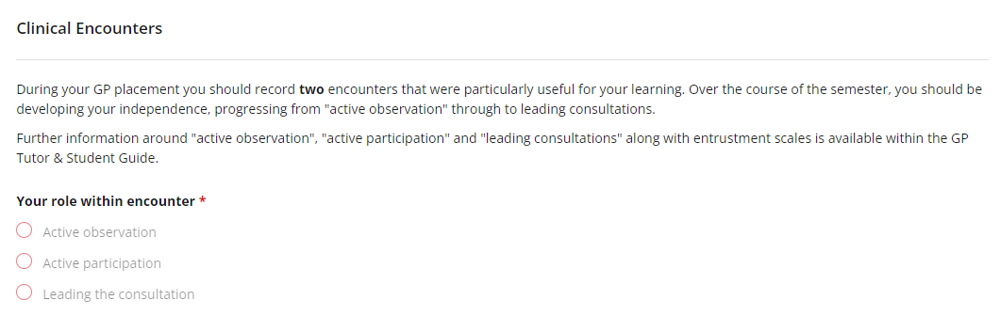 Clinical Encounters
During your GP placement you should record two encounters that were particularly useful for your learning. Over the course of the semester, you should be
developing your independence, progressing from "active observation" through to leading consultations.
Further information around "active observation", "active participation" and "leading consultations" along with entrustment scales is available within the GP
Tutor & Student Guide.
Your role within encounter *
Active observation
Active participation
Leading the consultation